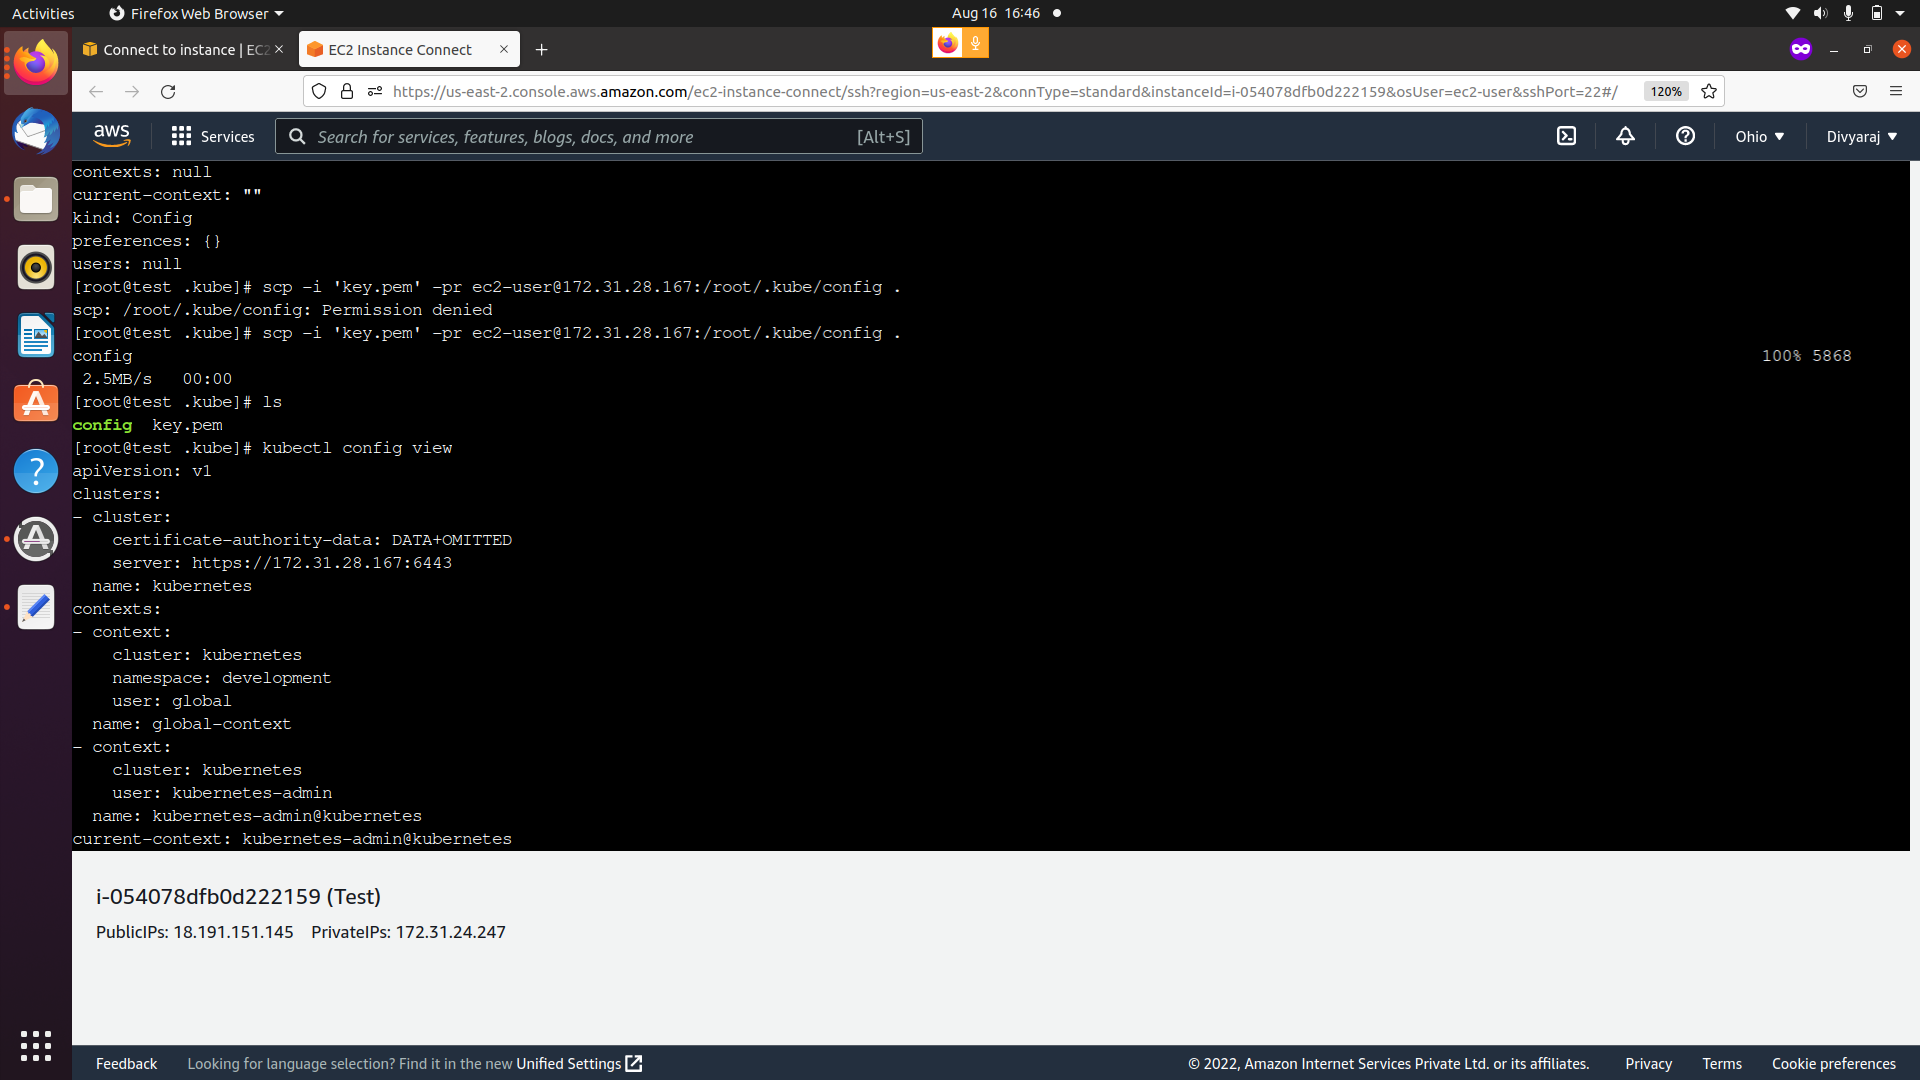 Activities
Firefox Web Browser
Aug 16 16:46
Connect to instance | EC2
EC2 Instance Connect
https://us-east-2.console.aws.amazon.com/ec2-instance-connect/ssh?region=us-east-2&connType=standard&instanceId=i-054078dfb0d222159&osUser=ec2-user&sshPort=22#/
120%
aws
Services
Search for services, features, blogs, docs, and more
[Alt+S]
Ohio
Divyaraj
contexts: null
current-context: ""
kind: Config
preferences: {}
users: null
[root@test .kube]# scp -i 'key.pem' -pr ec2-user@172.31.28.167:/root/.kube/config .
scp: /root/.kube/config: Permission denied
[root@test .kube]# scp -i 'key.pem' -pr ec2-user@172.31.28.167:/root/.kube/config .
config 100% 5868
2.5MB/s 00:00
[root@test .kube]# ls
config key.pem
[root@test .kube]# kubectl config view
apiVersion: v1
clusters:
- cluster:
certificate-authority-data: DATA+OMITTED
server: https://172.31.28.167:6443
name: kubernetes
contexts:
- context:
cluster: kubernetes
namespace: development
user: global
name: global-context
- context:
cluster: kubernetes
user: kubernetes-admin
name: kubernetes-admin@kubernetes
current-context: kubernetes-admin@kubernetes
i-054078dfb0d222159 (Test)
PublicIPs: 18.191.151.145 PrivateIPs: 172.31.24.247
Feedback
Looking for language selection? Find it in the new Unified Settings
© 2022, Amazon Internet Services Private Ltd. or its affiliates.
Privacy
Terms
Cookie preferences